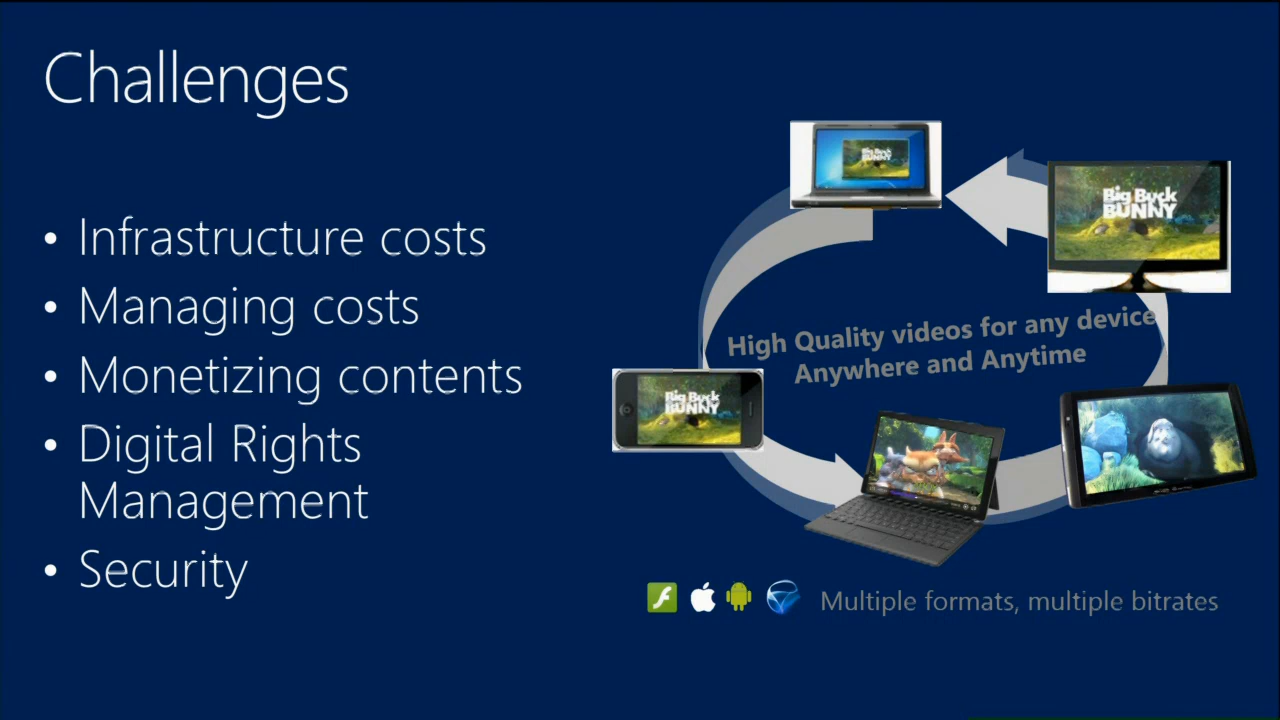 Challenges
• Infrastructure costs
• Managing costs
• Monetizing contents
• Digital Rights
Management
• Security
Big Buck
BUNNY
Big Buck
BUNNY
High Quality videos for any device
Anywhere and Anytime
Big Buck
BUNNY
Multiple formats, multiple bitrates